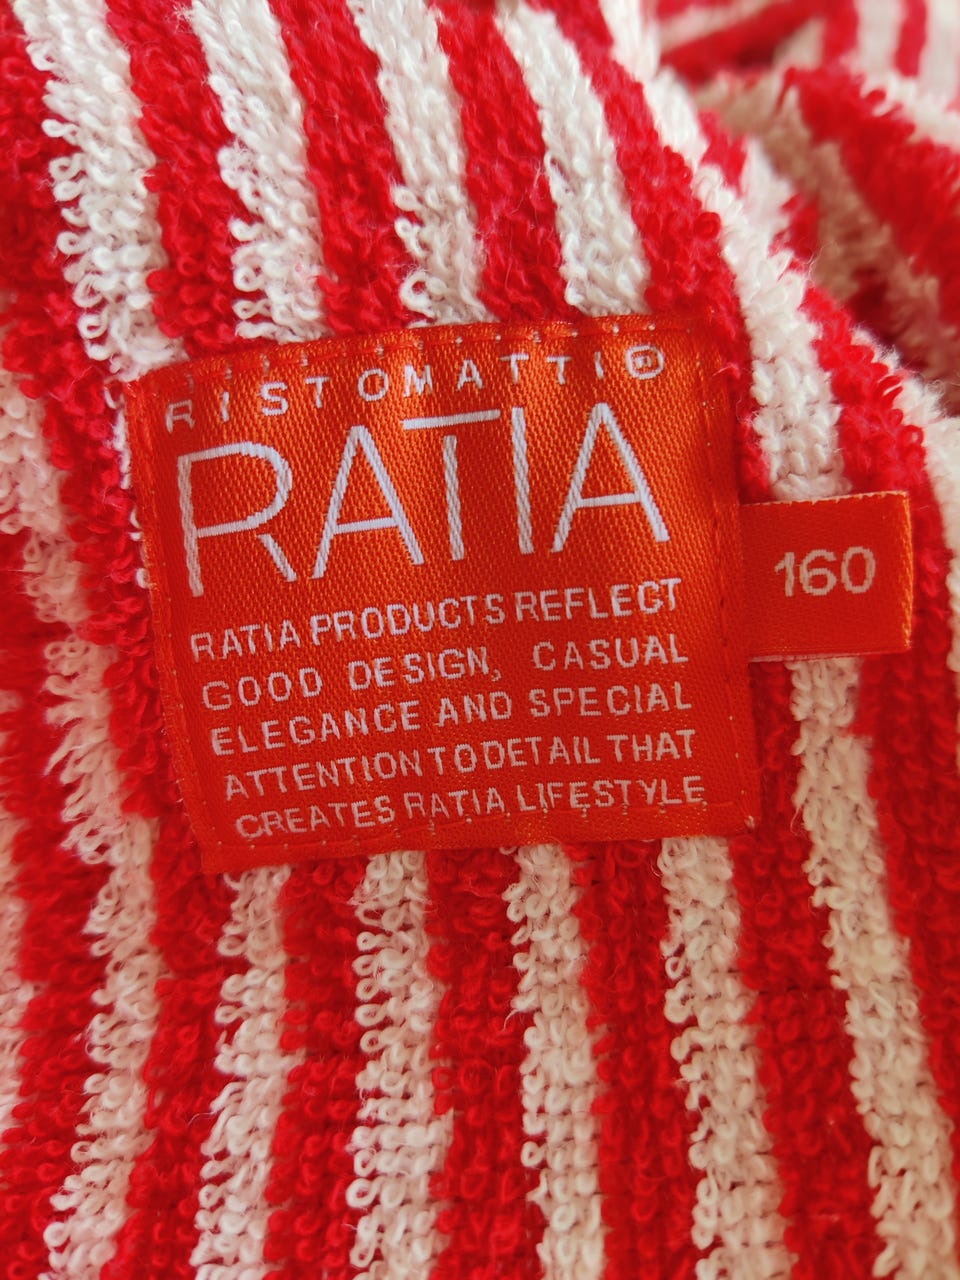 RISTOMATTI®
RATIA
RATIA PRODUCTS REFLECT
GOOD DESIGN, CASUAL
ELEGANCE AND SPECIAL
ATTENTION TO DETAIL THAT
CREATES RATIA LIFESTYLE
160